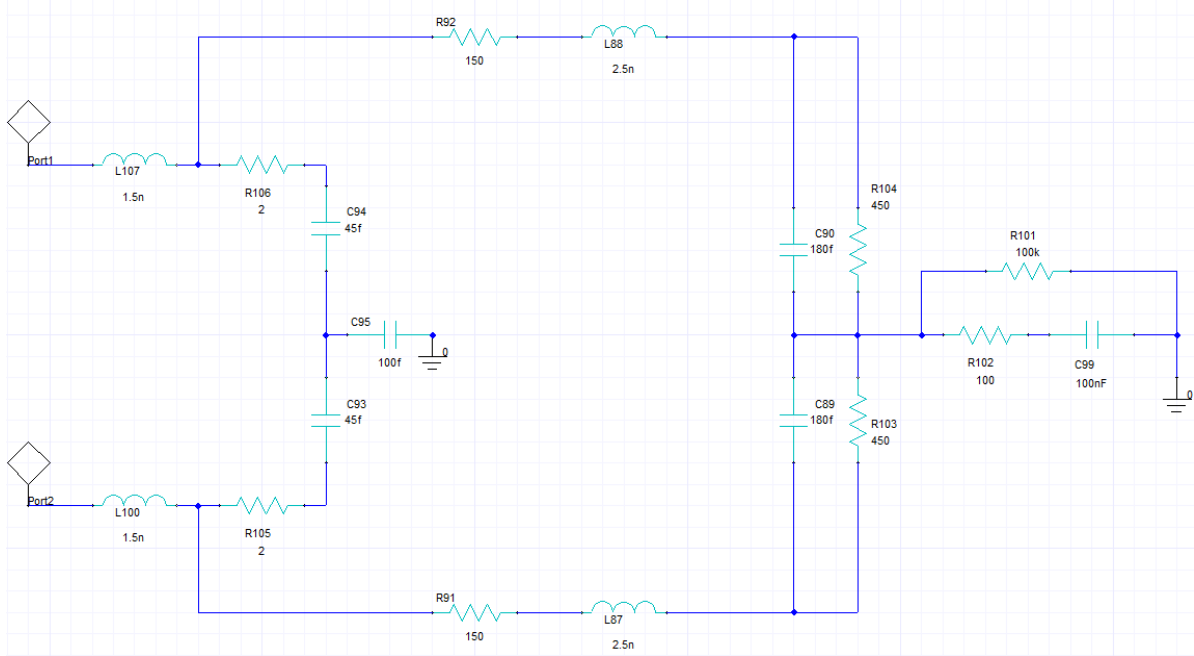 R92
150
L88
2.5n
Port1
L107
1.5n
R106
2
C94
45f
R104
450
C90
180f
R101
100k
C95
100f
0
R102
100
C99
100nF
0
C93
45f
C89
180f
R103
450
Port2
L100
1.5n
R105
2
R91
150
L87
2.5n